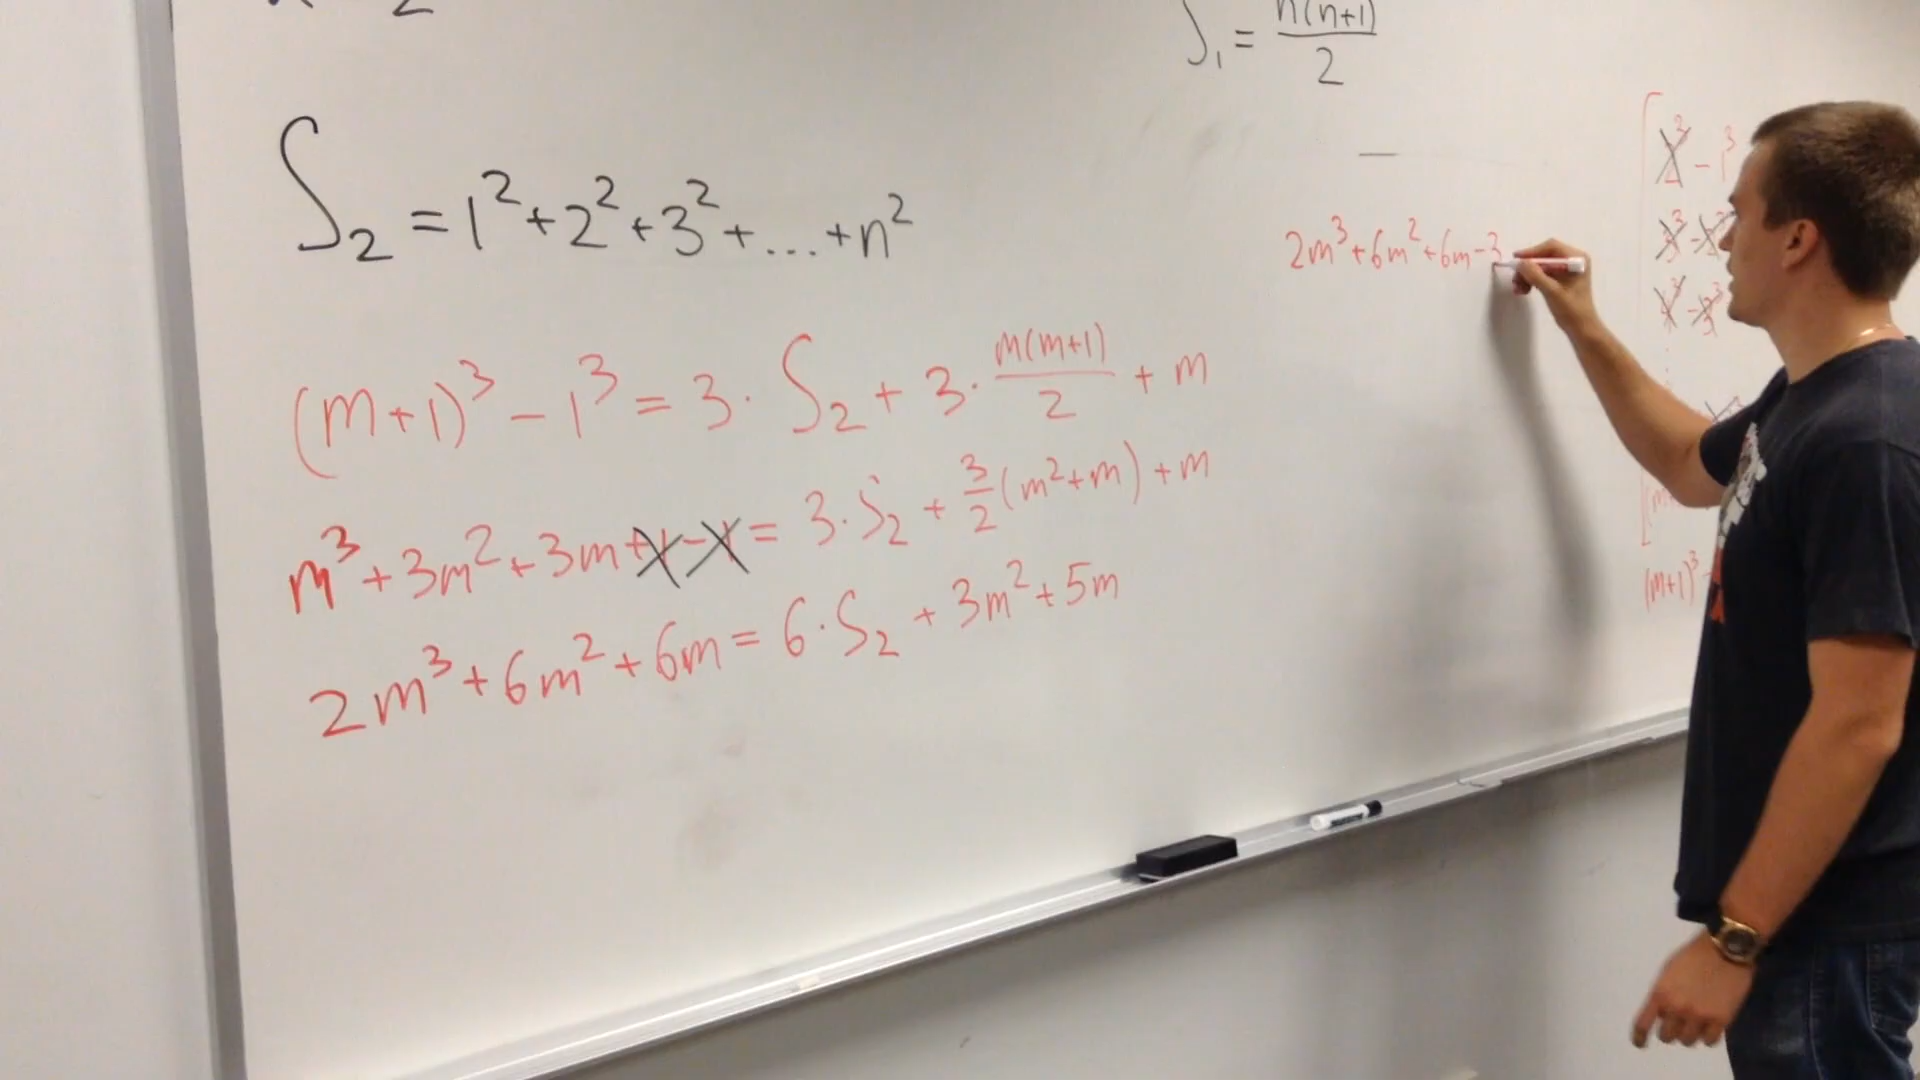 S₁ = n(n+1)/2
S₂ = 1² + 2² + 3² + ... + n²
(m+1)³ - 1³ = 3 · S₂ + 3 · m(m+1)/2 + m
m³ + 3m² + 3m + 1 - 1 = 3 · S₂ + 3/2 (m² + m) + m
2m³ + 6m² + 6m = 6 · S₂ + 3m² + 5m
2m³ + 6m² + 6m - 3
- 1³
(m+1)³